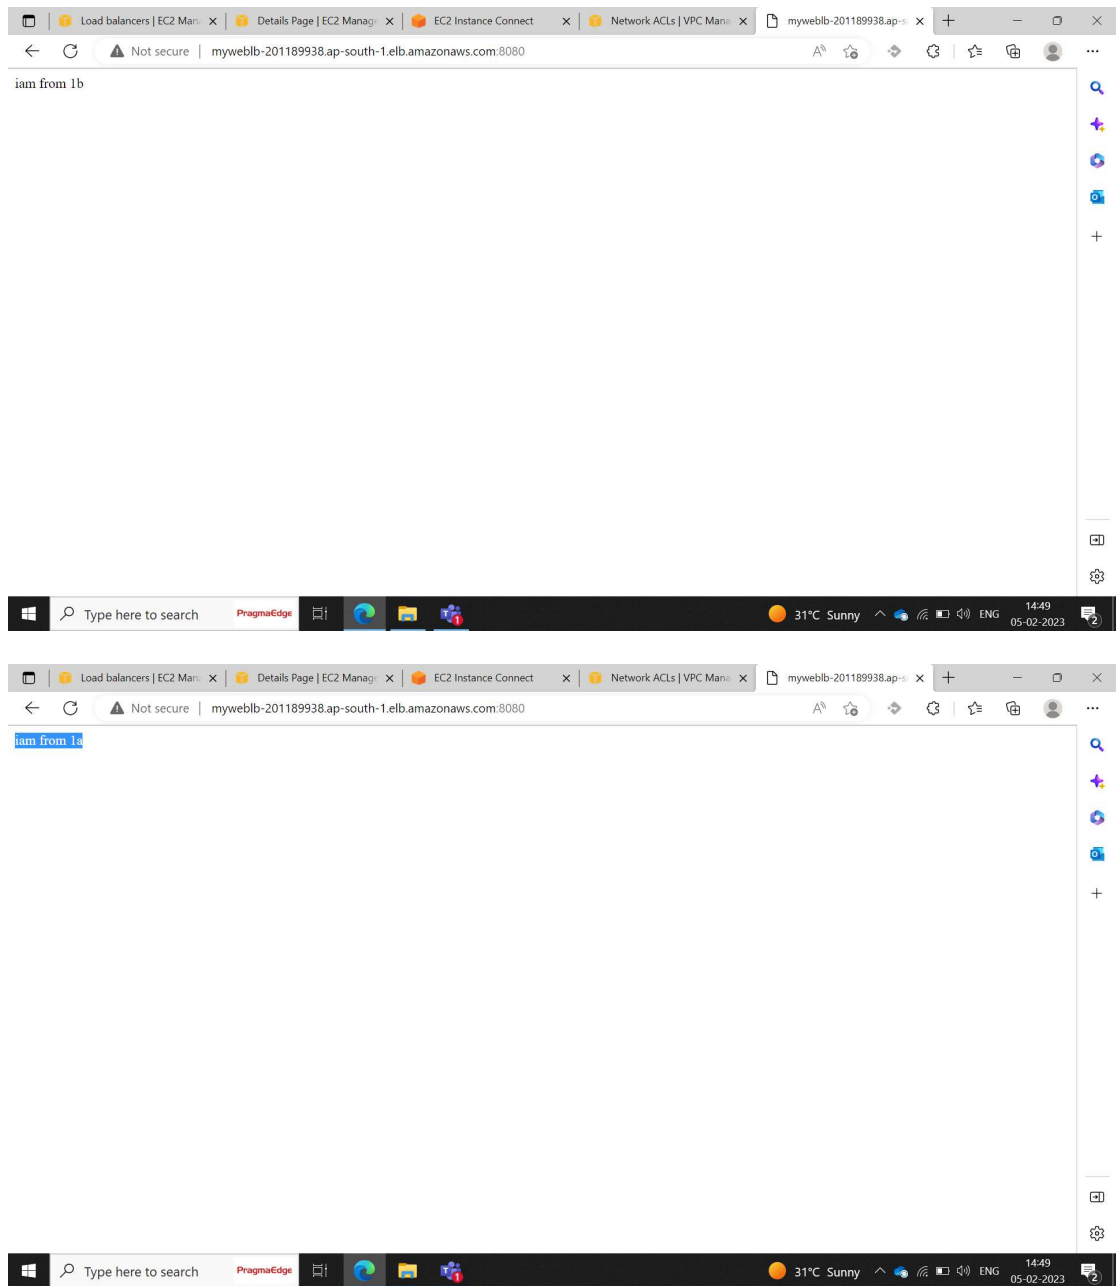 Load balancers | EC2 Man
Details Page | EC2 Manage
EC2 Instance Connect
Network ACLs | VPC Mana
myweblb-201189938.ap-s
Not secure | myweblb-201189938.ap-south-1.elb.amazonaws.com:8080
iam from 1b
Type here to search
PragmaEdge
31°C Sunny
ENG
14:49
05-02-2023
2
Load balancers | EC2 Man
Details Page | EC2 Manage
EC2 Instance Connect
Network ACLs | VPC Mana
myweblb-201189938.ap-s
Not secure | myweblb-201189938.ap-south-1.elb.amazonaws.com:8080
iam from 1a
Type here to search
PragmaEdge
31°C Sunny
ENG
14:49
05-02-2023
2